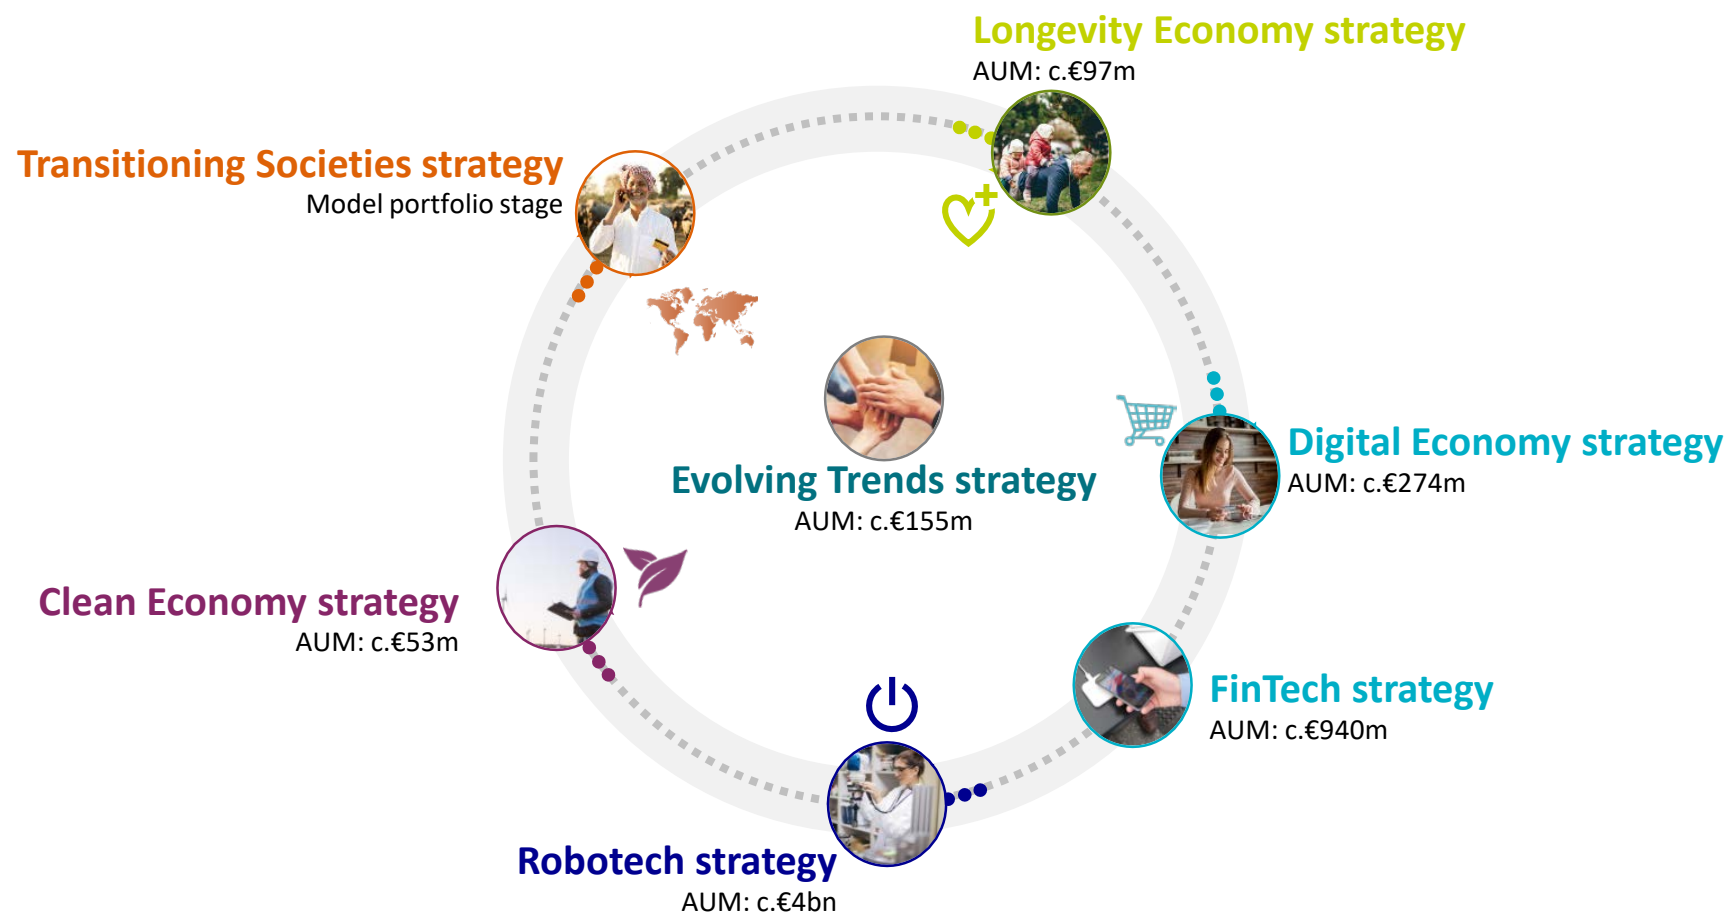 Longevity Economy strategy
AUM: c.€97m
Transitioning Societies strategy
Model portfolio stage
Digital Economy strategy
AUM: c.€274m
Evolving Trends strategy
AUM: c.€155m
Clean Economy strategy
AUM: c.€53m
FinTech strategy
AUM: c.€940m
Robotech strategy
AUM: c.€4bn